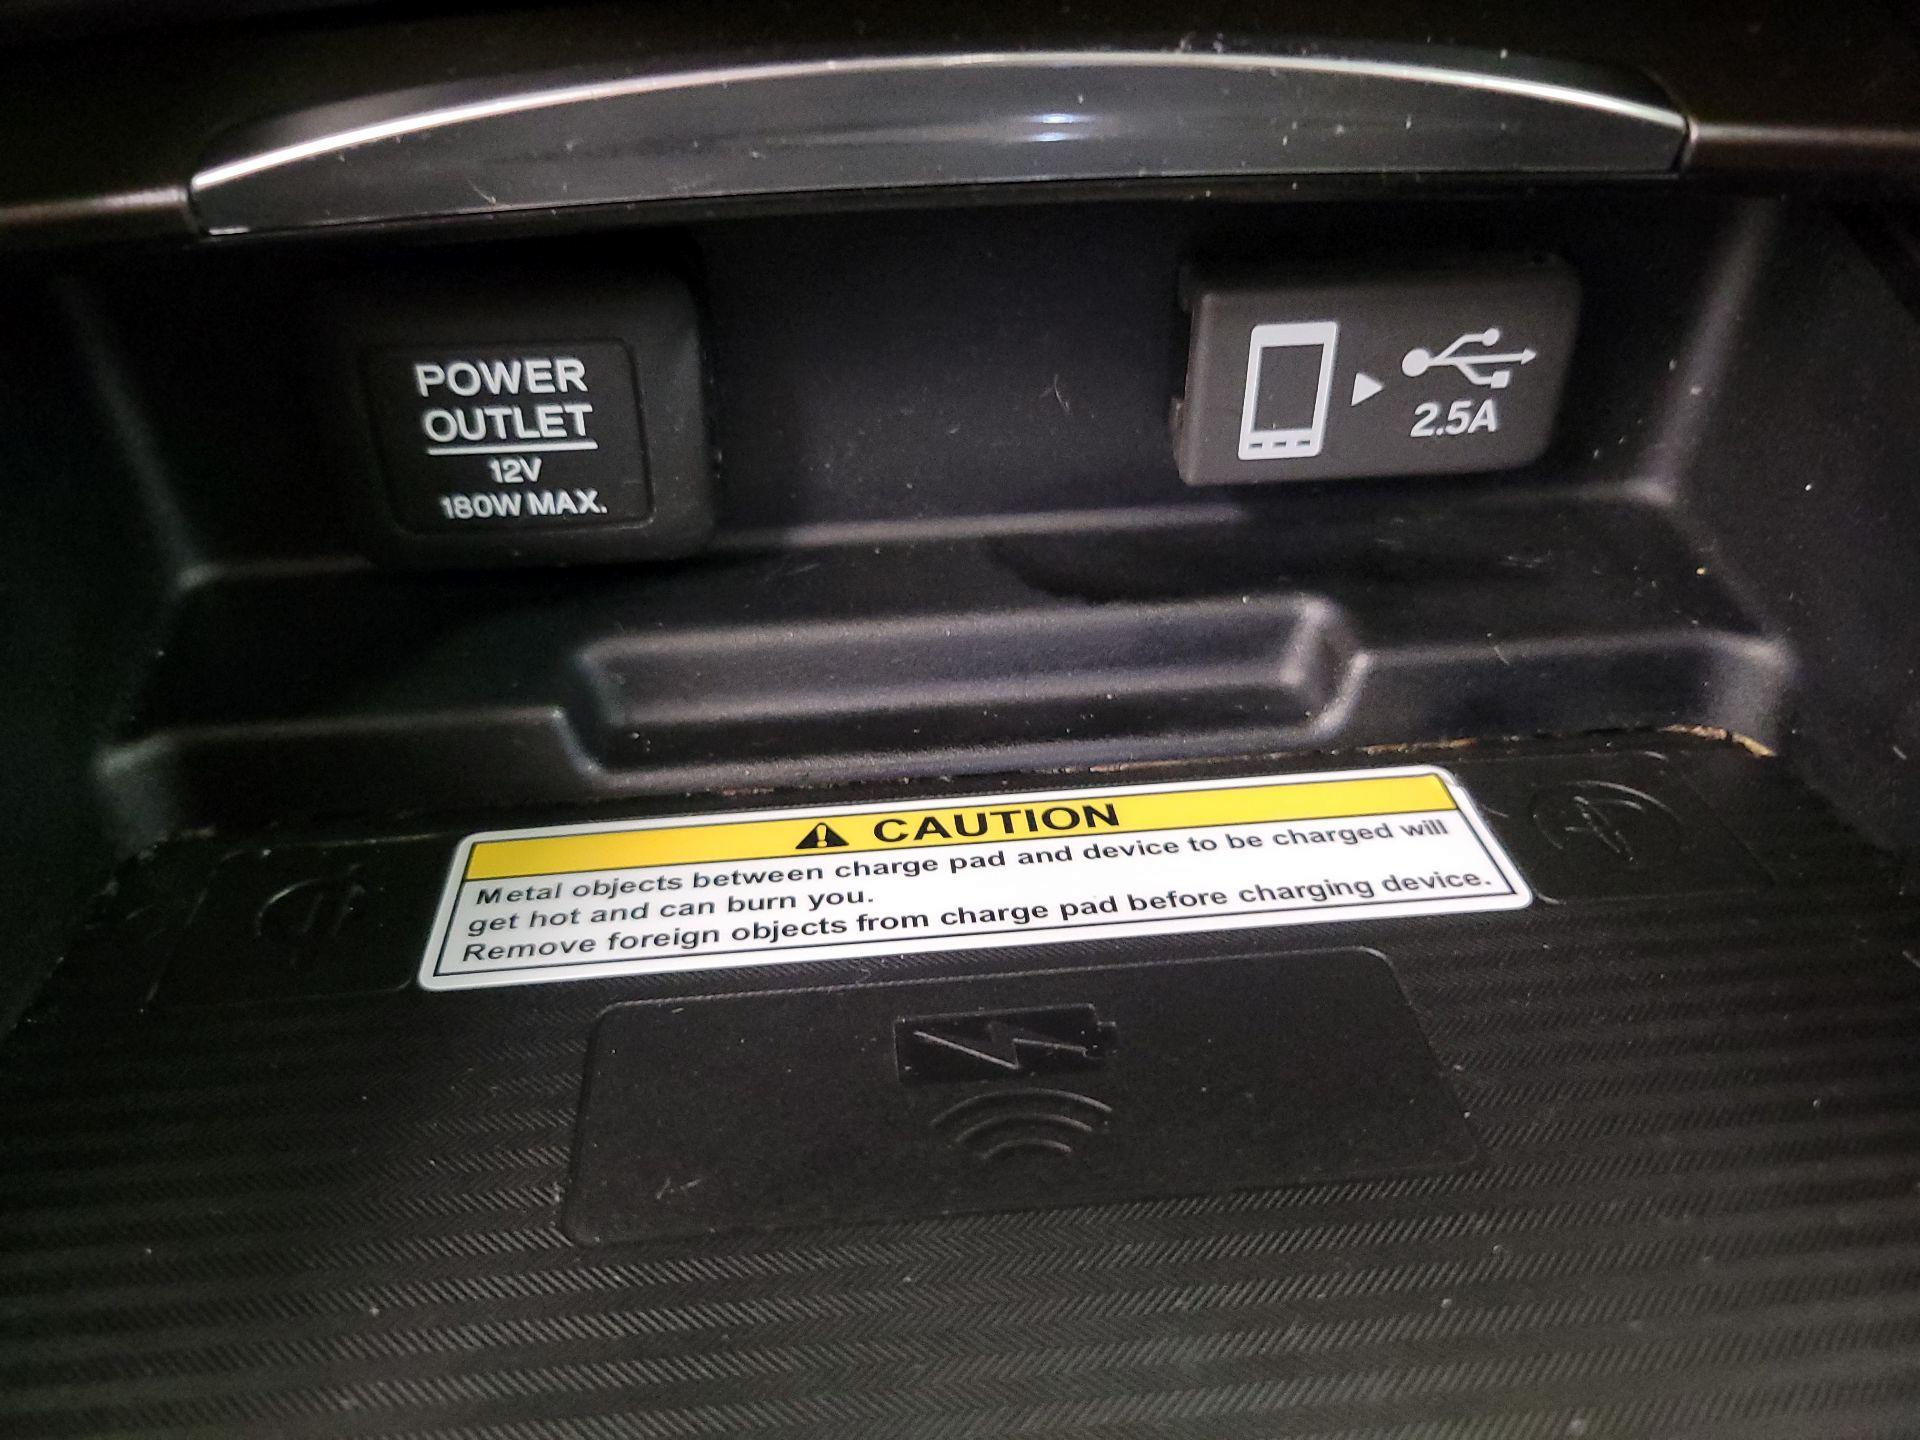 POWER
OUTLET
12V
180W MAX.
2.5A
CAUTION
Metal objects between charge pad and device to be charged will
get hot and can burn you.
Remove foreign objects from charge pad before charging device.